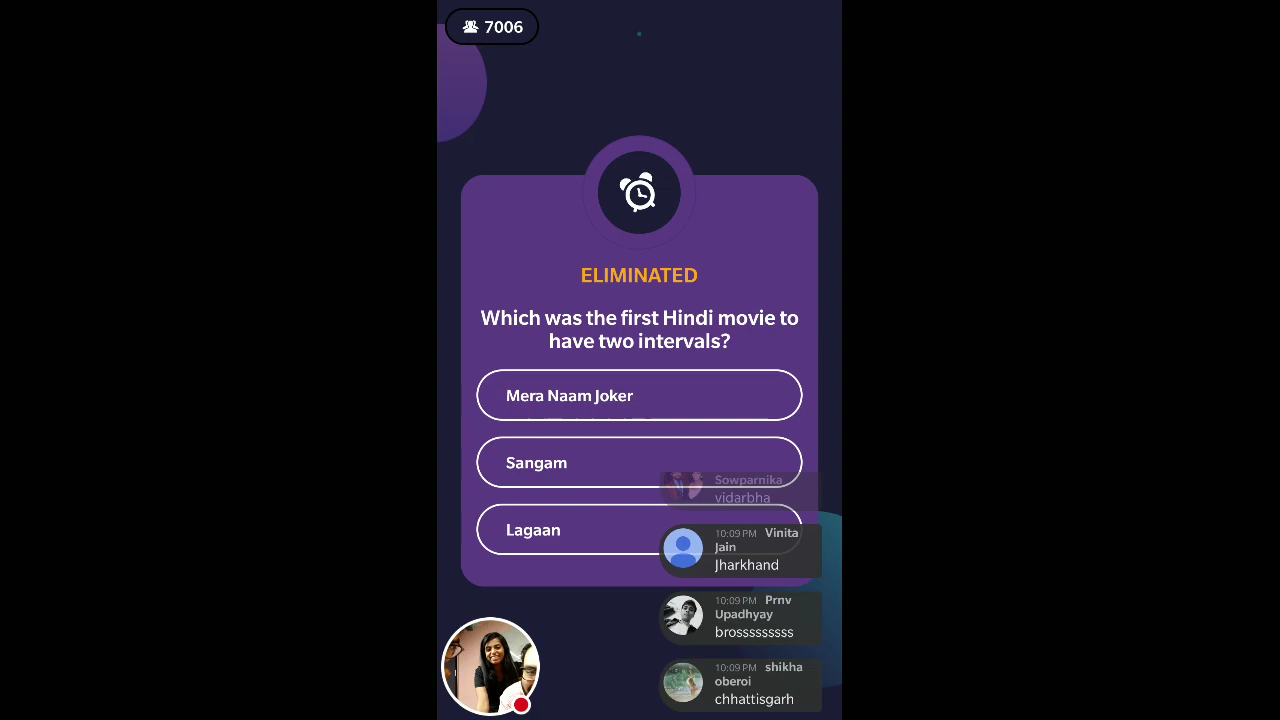 7006
ELIMINATED
Which was the first Hindi movie to
have two intervals?
Mera Naam Joker
Sangam
Lagaan
Sowparnika
vidarbha
10:09 PM Vinita
Jain
Jharkhand
10:09 PM Prnv
Upadhyay
brosssssssss
10:09 PM shikha
oberoi
chhattisgarh